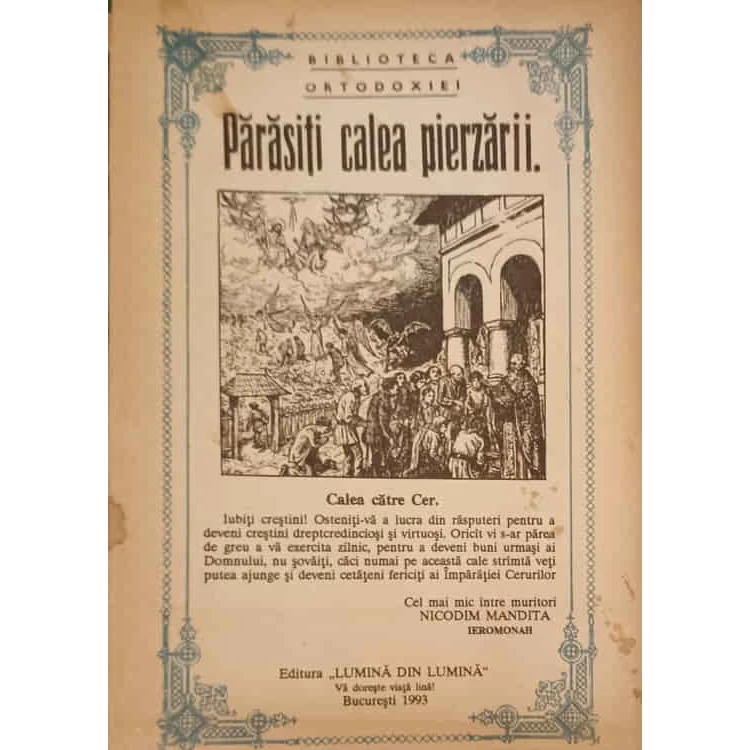 BIBLIOTECA
ORTODOXIEI
Părăsiți calea pierzării.
Calea către Cer.
Iubiți creștini! Osteniți-vă a lucra din răsputeri pentru a
deveni creștini dreptcredincioși și virtuoși. Oricît vi s-ar părea
de greu a vă exercita zilnic, pentru a deveni buni urmași ai
Domnului, nu șovăiți, căci numai pe această cale strîmtă veți
putea ajunge și deveni cetățeni fericiți ai Împărăției Cerurilor
Cel mai mic între muritori
NICODIM MANDITA
IEROMONAH
Editura „LUMINĂ DIN LUMINĂ“
Vă dorește viață lină!
București 1993